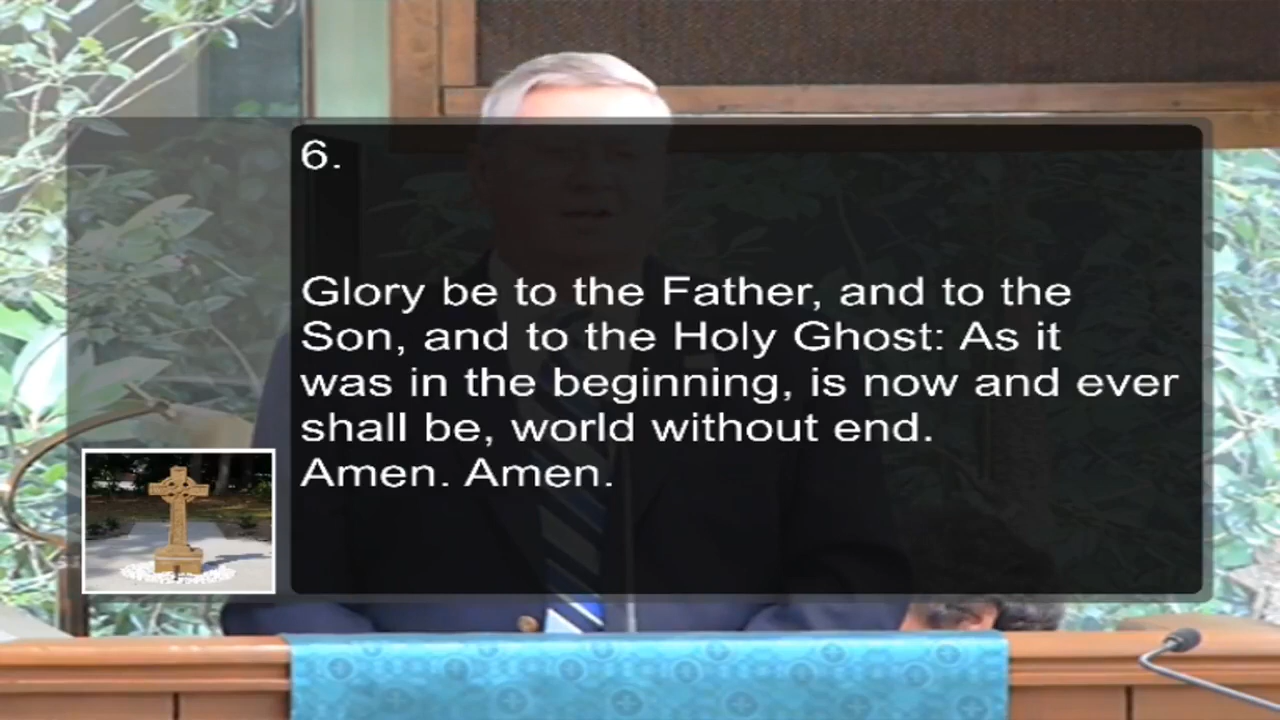 6.
Glory be to the Father, and to the
Son, and to the Holy Ghost: As it
was in the beginning, is now and ever
shall be, world without end.
Amen. Amen.